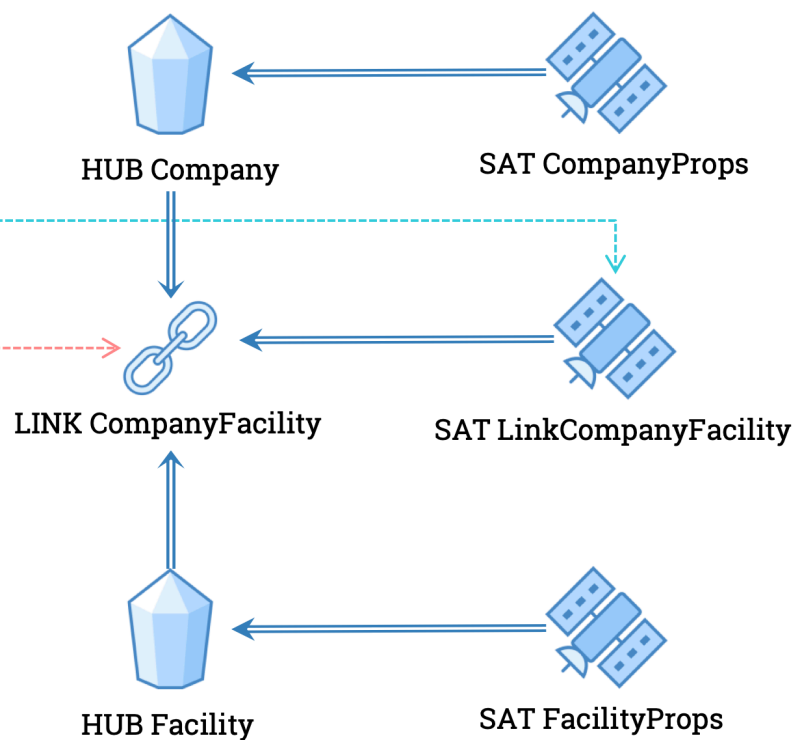 HUB Company
SAT CompanyProps
LINK CompanyFacility
SAT LinkCompanyFacility
HUB Facility
SAT FacilityProps